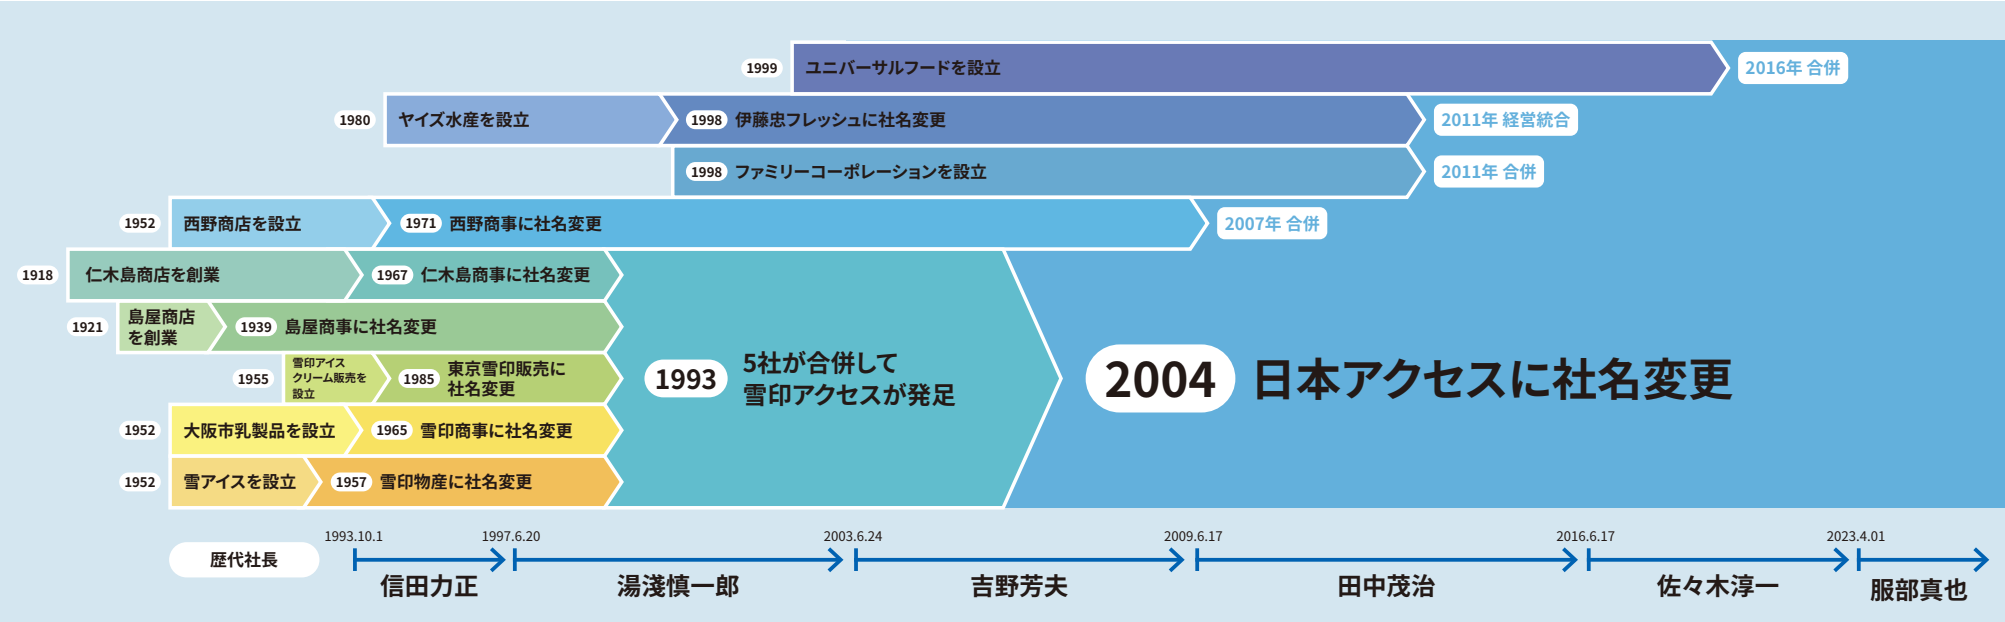 1999
ユニバーサルフードを設立
2016年 合併
1980
ヤイズ水産を設立
1998
伊藤忠フレッシュに社名変更
2011年 経営統合
1998
ファミリーコーポレーションを設立
2011年 合併
1952
西野商店を設立
1971
西野商事に社名変更
2007年 合併
1918
仁木島商店を創業
1967
仁木島商事に社名変更
1921
島屋商店
を創業
1939
島屋商事に社名変更
1955
雪印アイス
クリーム販売を
設立
1985
東京雪印販売に
社名変更
1952
大阪市乳製品を設立
1965
雪印商事に社名変更
1952
雪アイスを設立
1957
雪印物産に社名変更
1993
5社が合併して
雪印アクセスが発足
2004
日本アクセスに社名変更
歴代社長
1993.10.1
信田力正
1997.6.20
湯淺慎一郎
2003.6.24
吉野芳夫
2009.6.17
田中茂治
2016.6.17
佐々木淳一
2023.4.01
服部真也